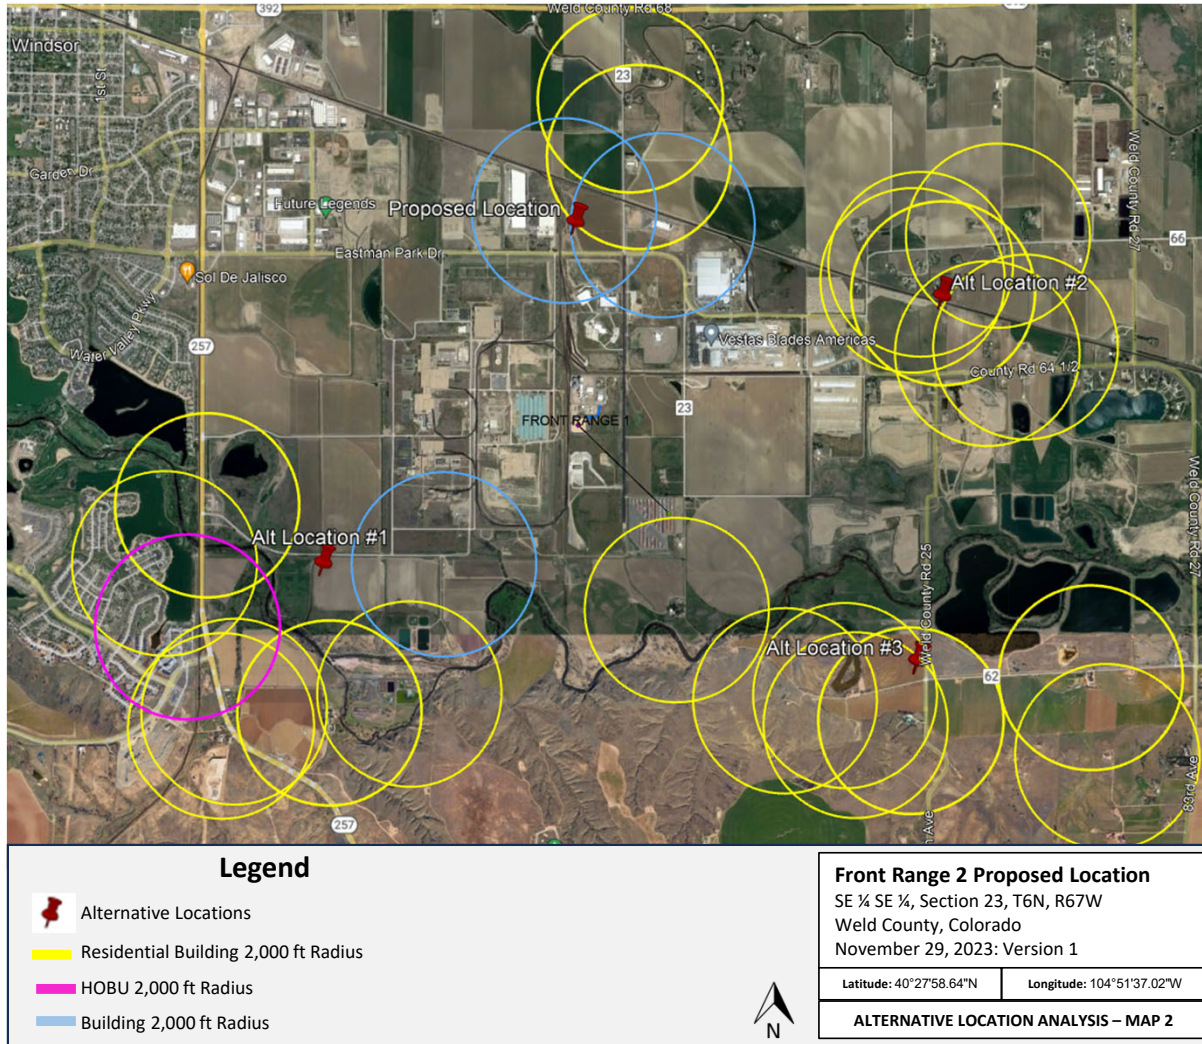 392
Weld County Rd 68
Windsor
1st St
23
Garden Dr
Future Legends
Proposed Location
Weld County Rd 27
66
Eastman Park Dr
Sol De Jalisco
Alt Location #2
Water Valley Pkwy
257
Vestas Blades Americas
County Rd 64 1/2
23
FRONT RANGE 1
Weld County Rd 27
Alt Location #1
Weld County Rd 25
Alt Location #3
62
83rd Ave
257
Ave
Legend
Alternative Locations
Residential Building 2,000 ft Radius
HOBU 2,000 ft Radius
Building 2,000 ft Radius
N
Front Range 2 Proposed Location
SE ¼ SE ¼, Section 23, T6N, R67W
Weld County, Colorado
November 29, 2023: Version 1
Latitude: 40°27'58.64"N
Longitude: 104°51'37.02"W
ALTERNATIVE LOCATION ANALYSIS – MAP 2